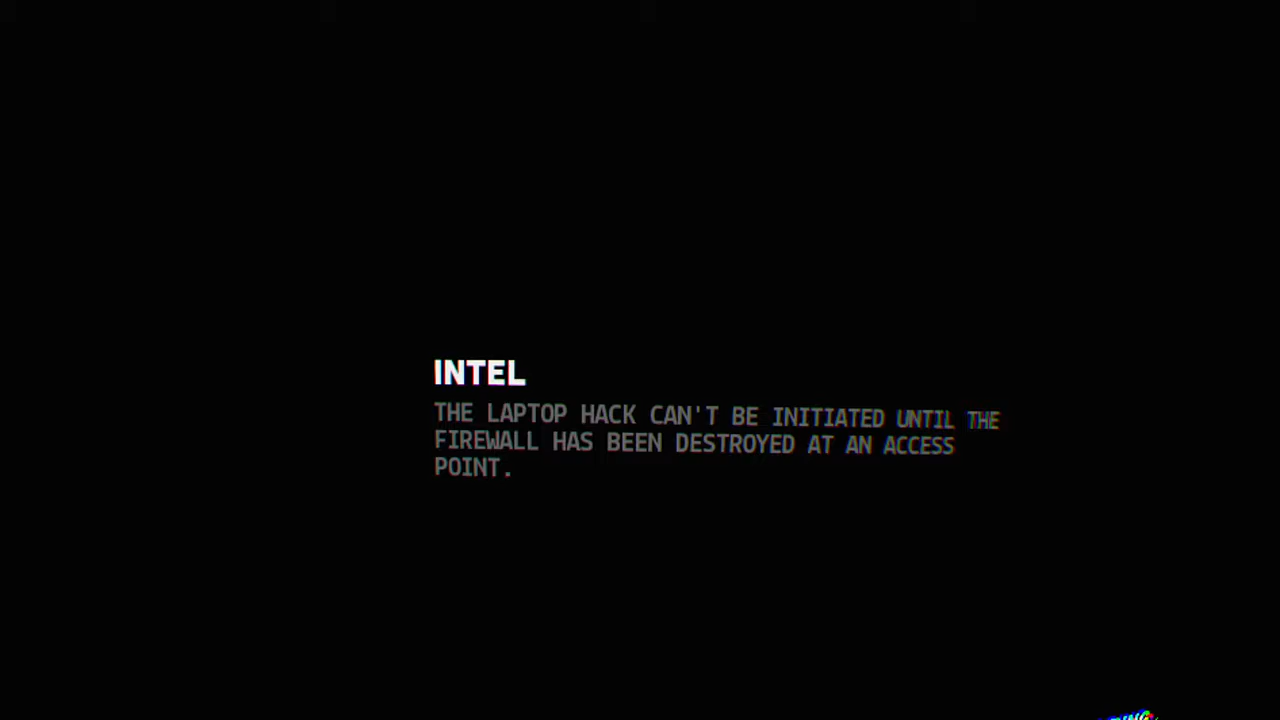 INTEL
THE LAPTOP HACK CAN'T BE INITIATED UNTIL THE
FIREWALL HAS BEEN DESTROYED AT AN ACCESS
POINT.